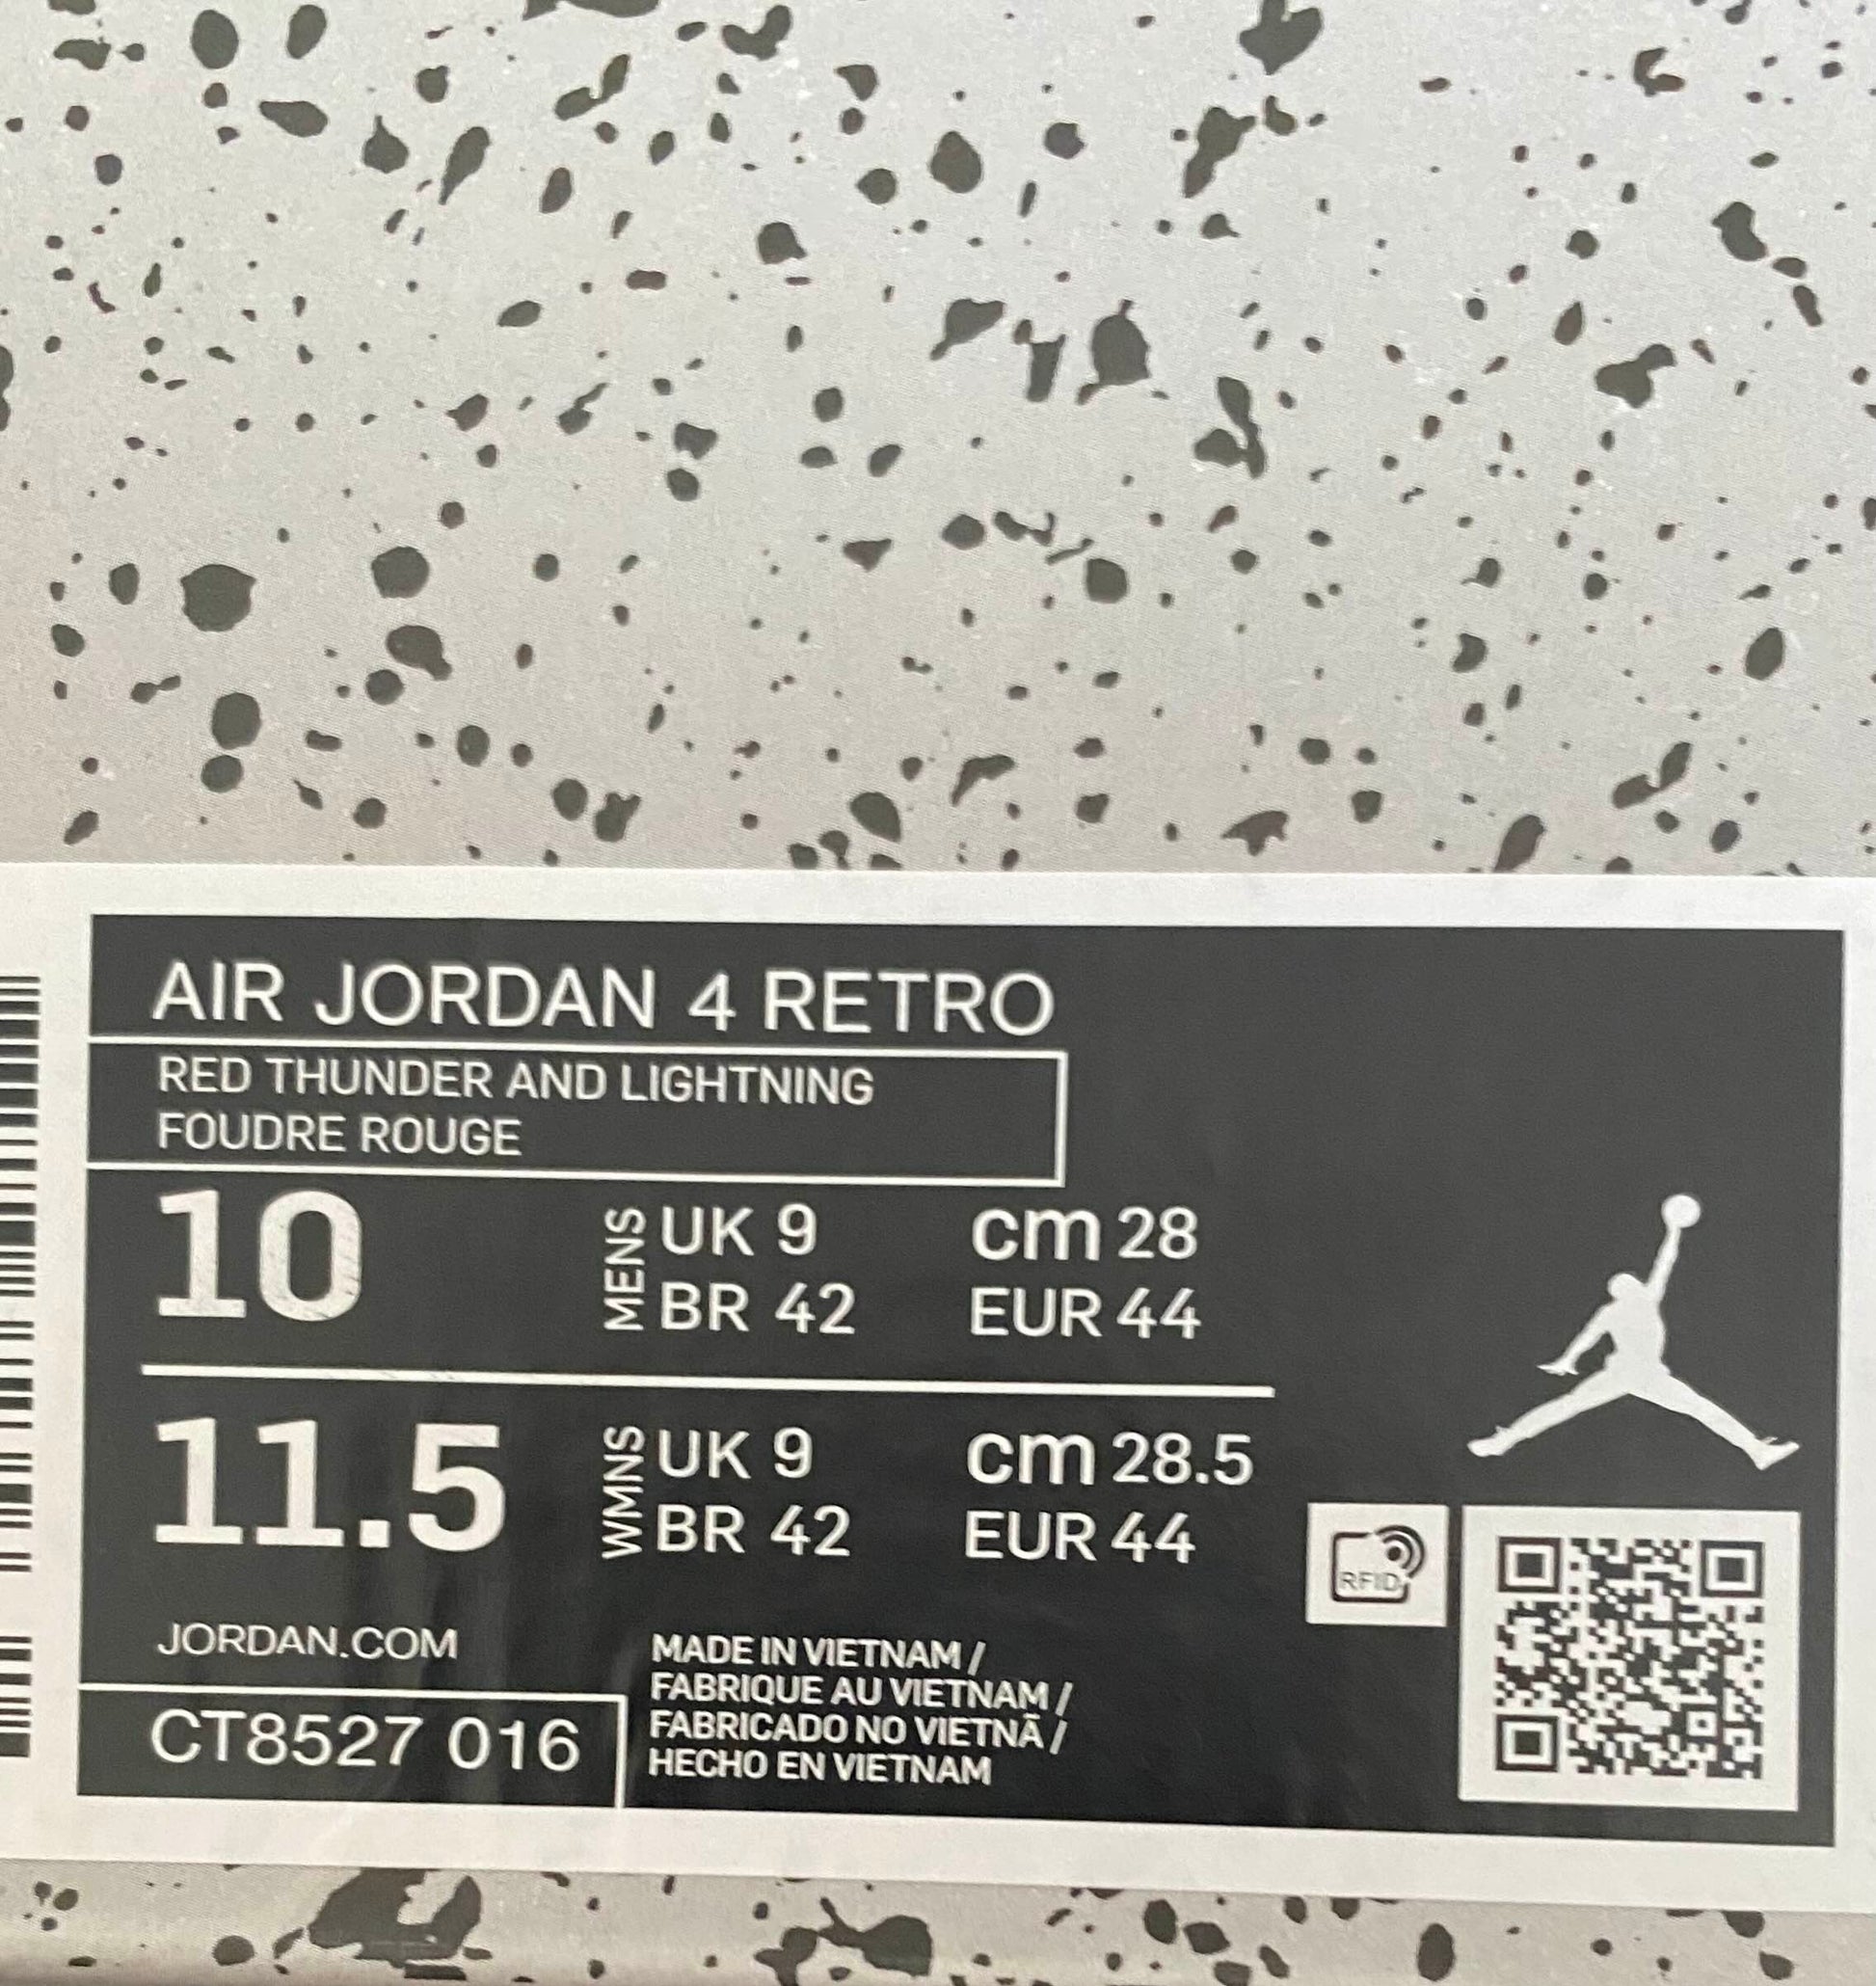 AIR JORDAN 4 RETRO
RED THUNDER AND LIGHTNING
FOUDRE ROUGE
10
MENS
UK 9 cm 28
BR 42 EUR 44
11.5
WMNS
UK 9 cm 28.5
BR 42 EUR 44
RFID
JORDAN.COM
MADE IN VIETNAM /
FABRIQUE AU VIETNAM /
FABRICADO NO VIETNÃ /
HECHO EN VIETNAM
CT8527 016